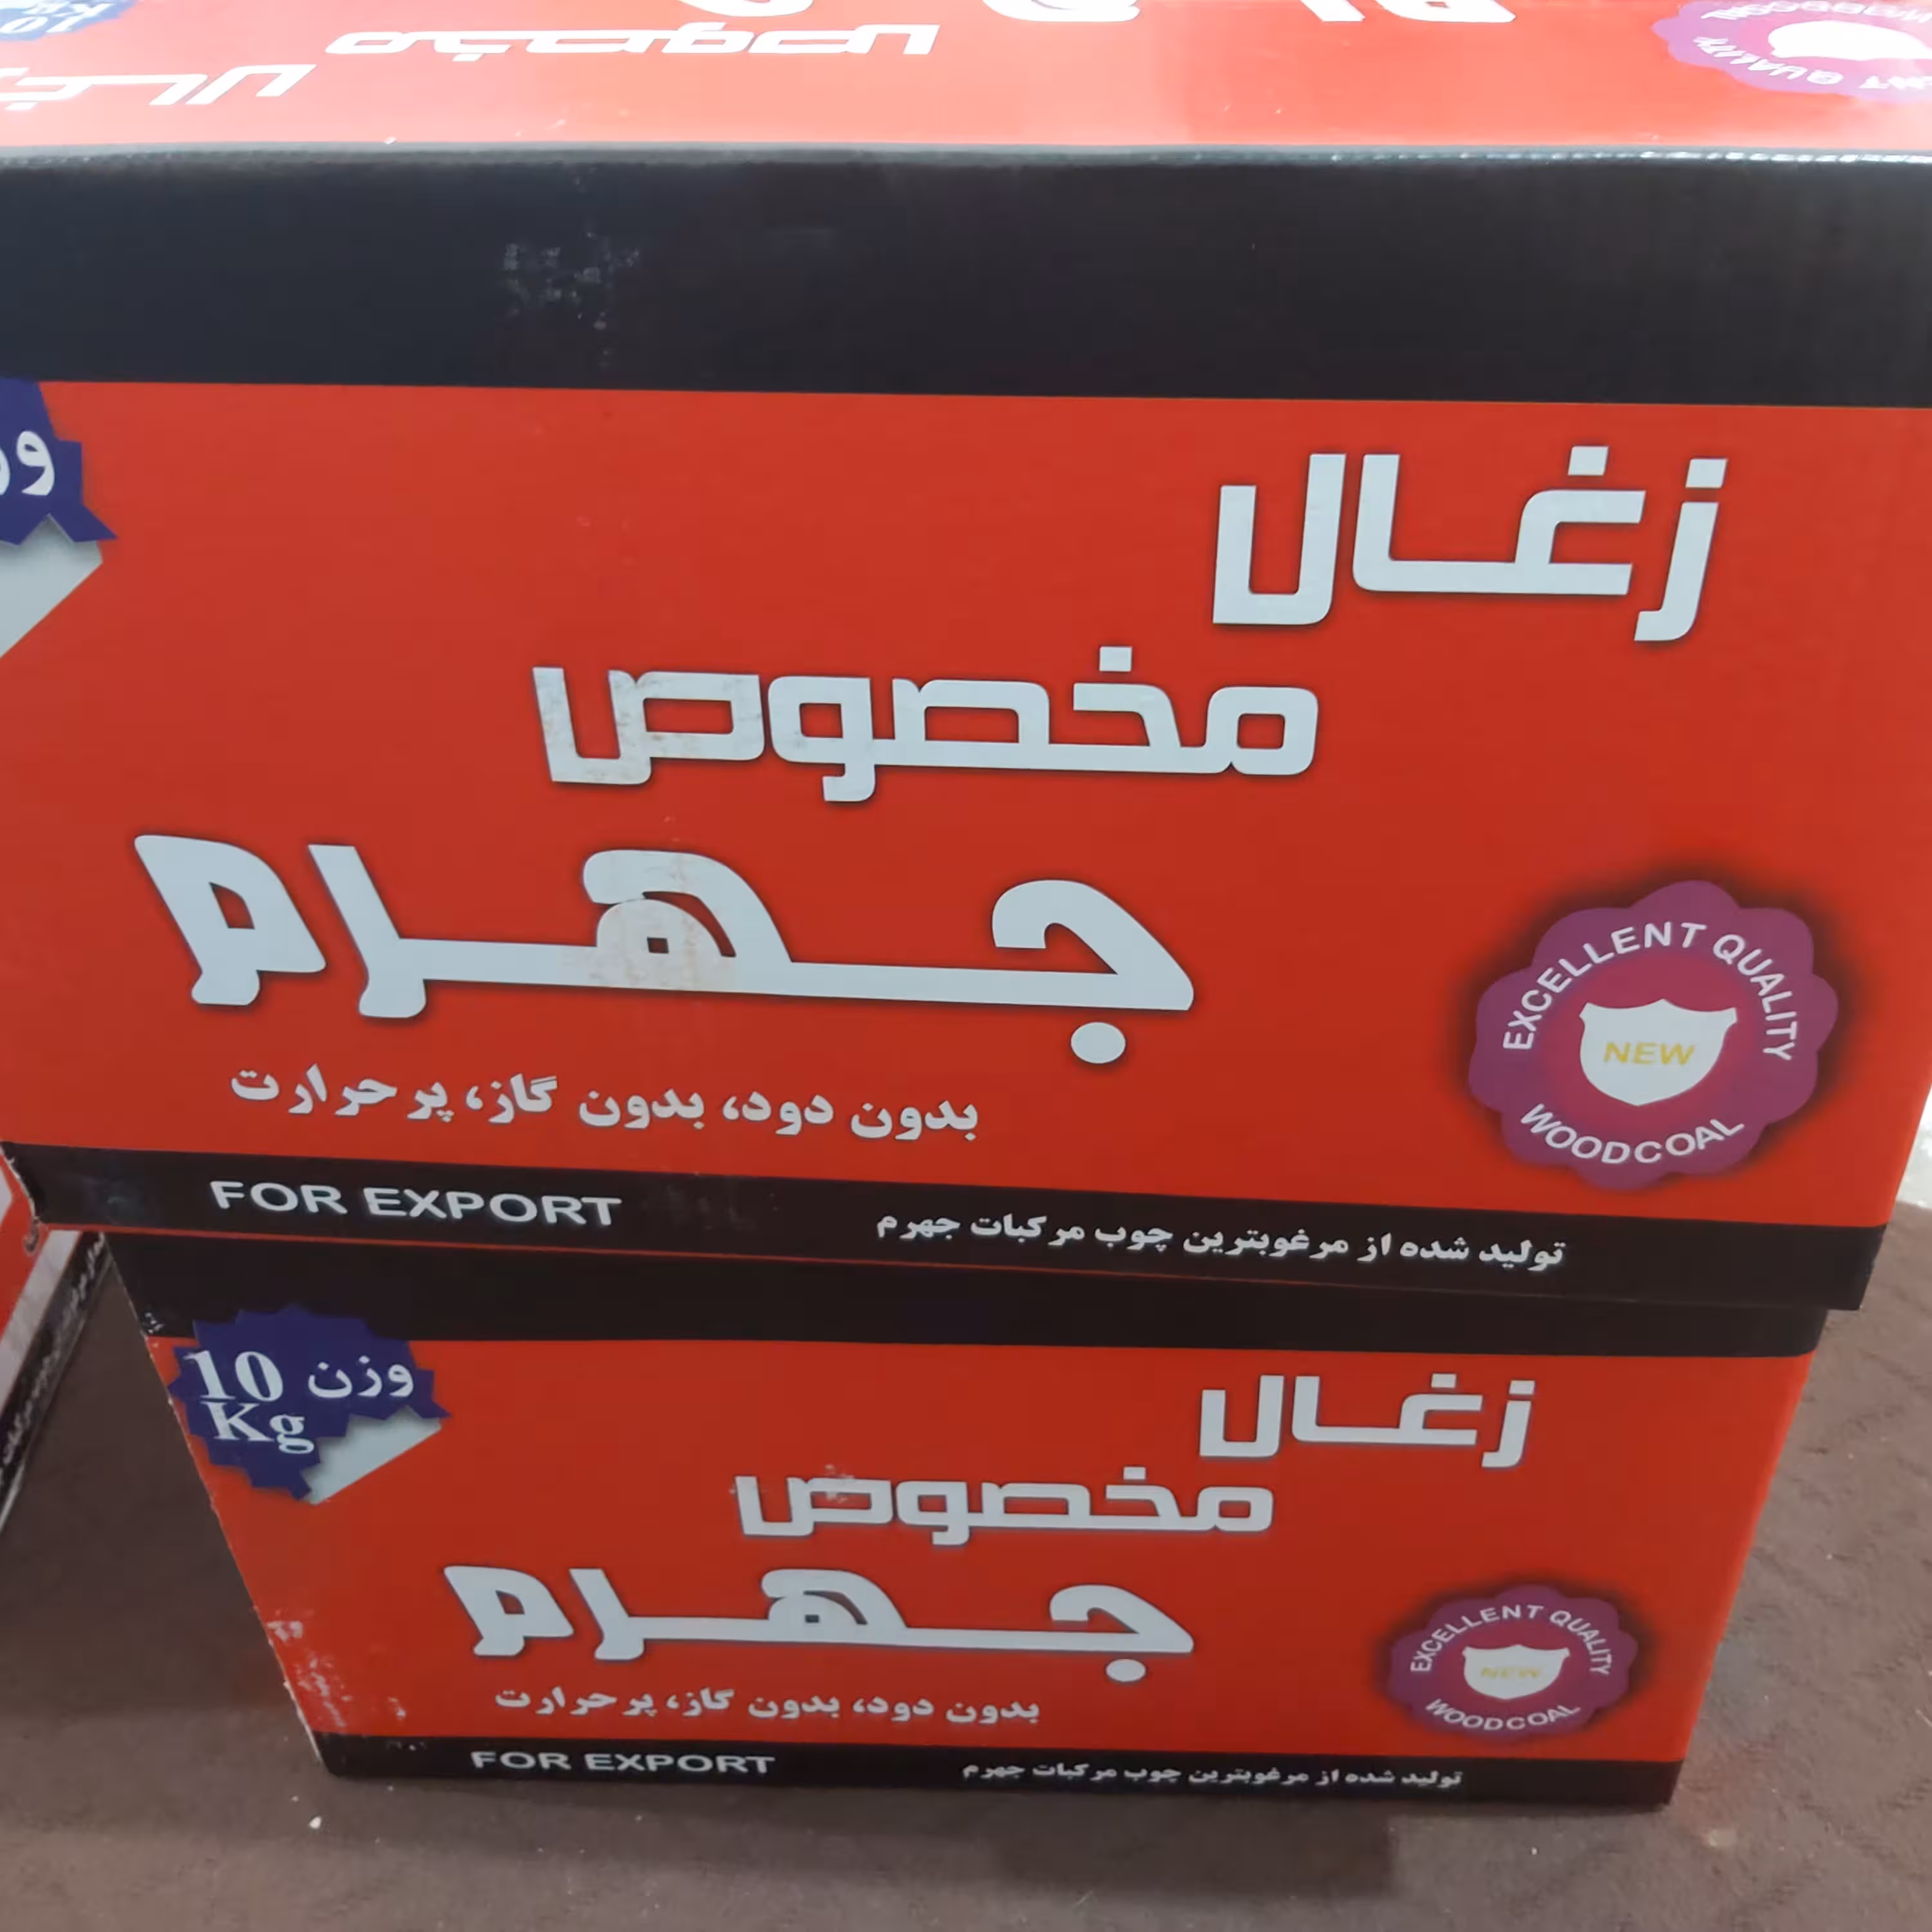 زغال
مخصوص
زغال
مخصوص
جهرم
بدون دود، بدون گاز، پر حرارت
EXCELLENT QUALITY
NEW
WOODCOAL
FOR EXPORT
تولید شده از مرغوبترین چوب مرکبات جهرم
وزن 10
Kg
زغال
مخصوص
جهرم
بدون دود، بدون گاز، پر حرارت
EXCELLENT QUALITY
NEW
WOODCOAL
FOR EXPORT
تولید شده از مرغوبترین چوب مرکبات جهرم